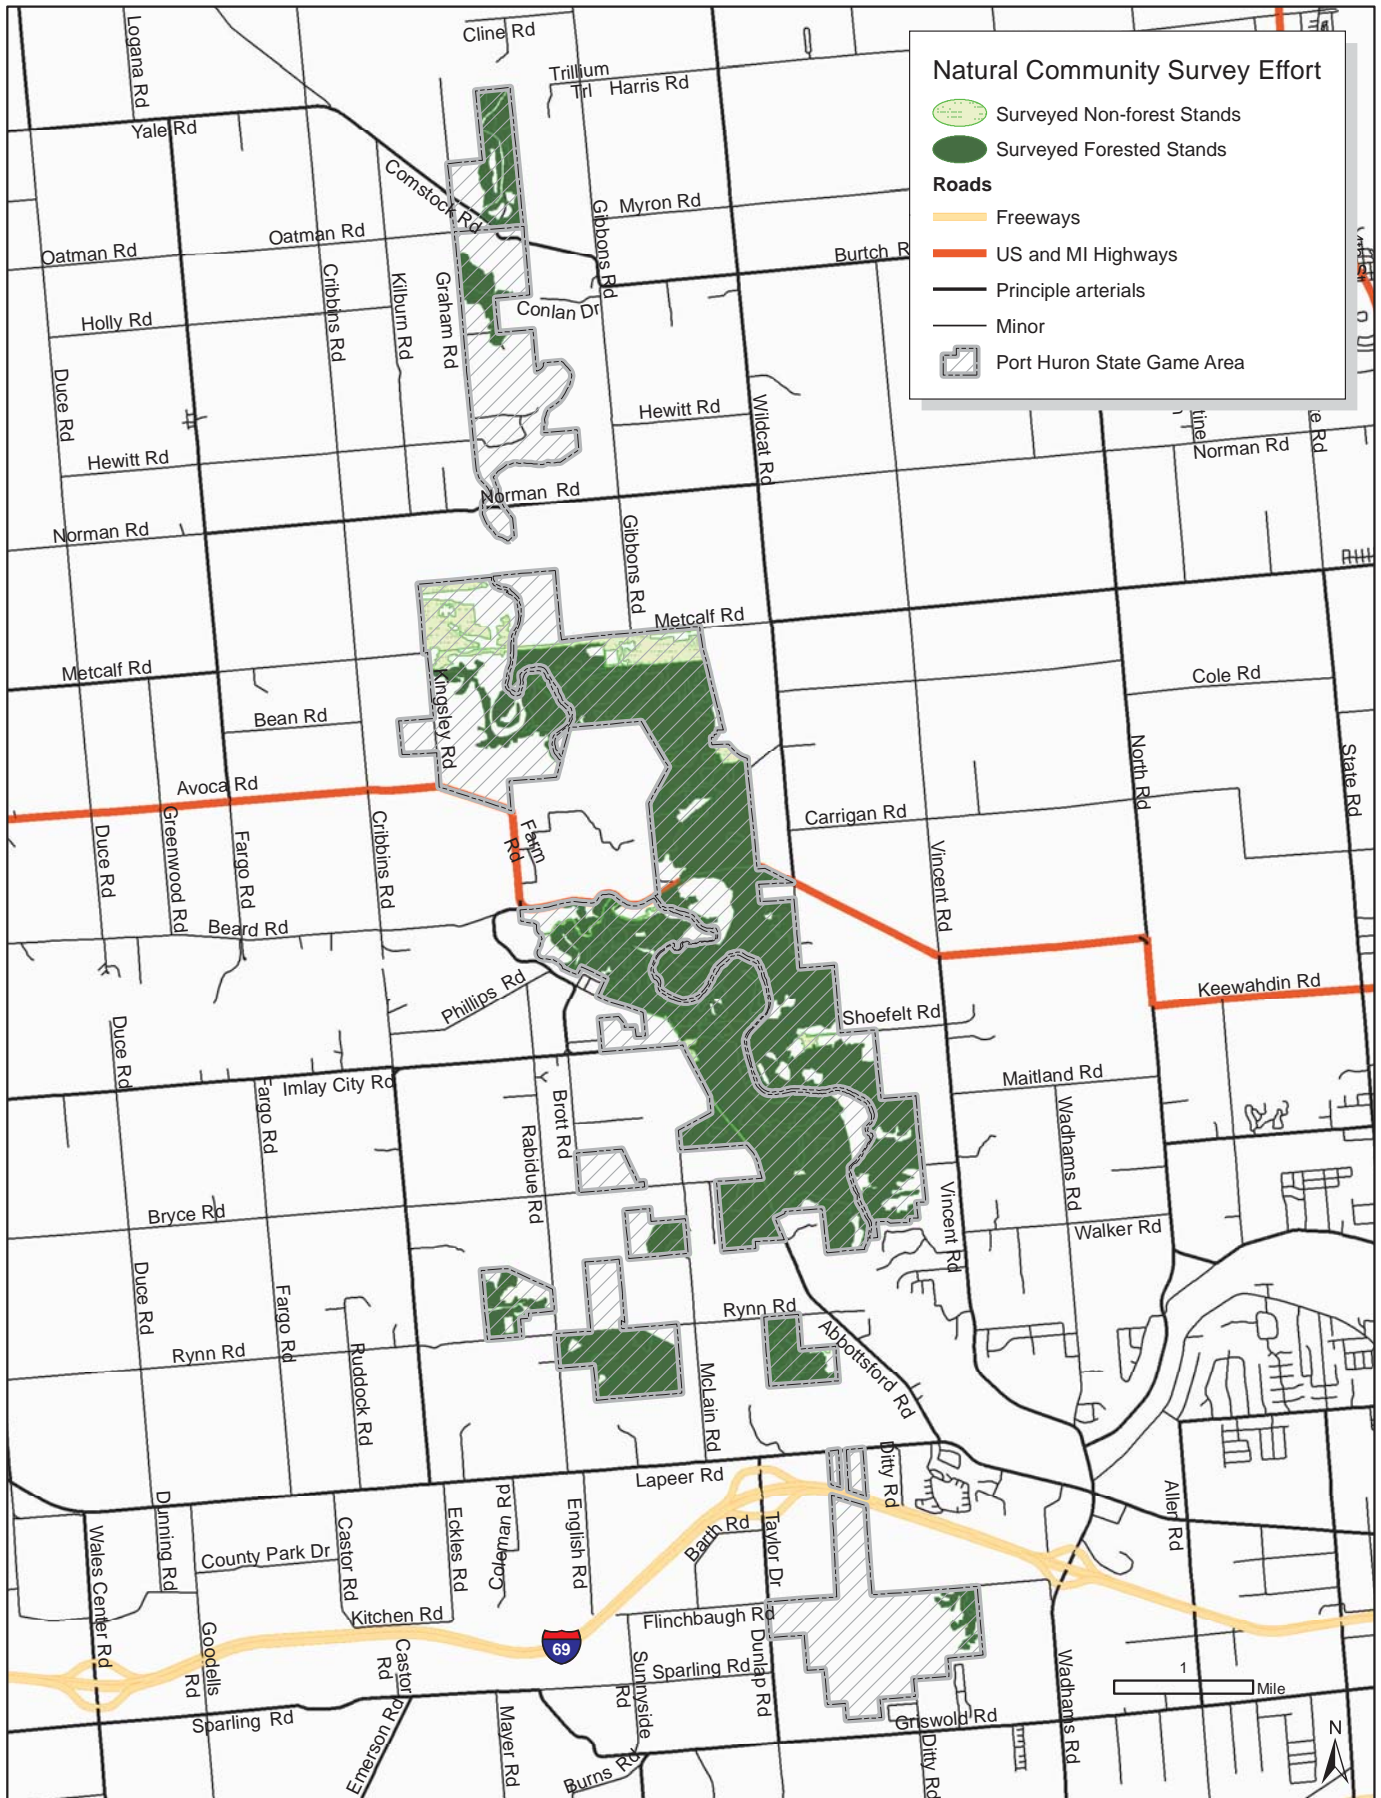 Logana Rd
Cline Rd
Trillium
Trl
Harris Rd
Yale Rd
Comstock Rd
Gibbons Rd
Myron Rd
Oatman Rd
Oatman Rd
Burtch R
Natural Community Survey Effort
Surveyed Non-forest Stands
Surveyed Forested Stands
Roads
Freeways
US and MI Highways
Principle arterials
Minor
Port Huron State Game Area
Cribbins Rd
Kilburn Rd
Graham Rd
Conlan Dr
Holly Rd
Duce Rd
Hewitt Rd
Wildcat Rd
Hewitt Rd
tine
e Rd
Norman Rd
Norman Rd
Norman Rd
Gibbons Rd
Metcalf Rd
Metcalf Rd
Kingsley Rd
Cole Rd
Bean Rd
North Rd
State Rd
Avoca Rd
Greenwood Rd
Duce Rd
Fargo Rd
Cribbins Rd
Farm
Rd
Carrigan Rd
Vincent Rd
Beard Rd
Phillips Rd
Keewahdin Rd
Shoefelt Rd
Duce Rd
Imlay City Rd
Fargo Rd
Maitland Rd
Wadhams Rd
Brott Rd
Rabidue Rd
Bryce Rd
Vincent Rd
Walker Rd
Duce Rd
Fargo Rd
Rynn Rd
Rynn Rd
Ruddock Rd
McLain Rd
Abbottsford Rd
Lapeer Rd
Ditty Rd
Allen Rd
Dunning Rd
Wales Center Rd
County Park Dr
Castor Rd
Eckles Rd
Coleman Rd
English Rd
Barth Rd
Taylor Dr
Kitchen Rd
Flinchbaugh Rd
69
Goodells
Rd
Castor
Rd
Sunnyside
Rd
Sparling Rd
Dunlap Rd
Wadhams Rd
1
Mile
Sparling Rd
Emerson Rd
Mayer Rd
Burns Rd
Griswold Rd
Ditty Rd
N